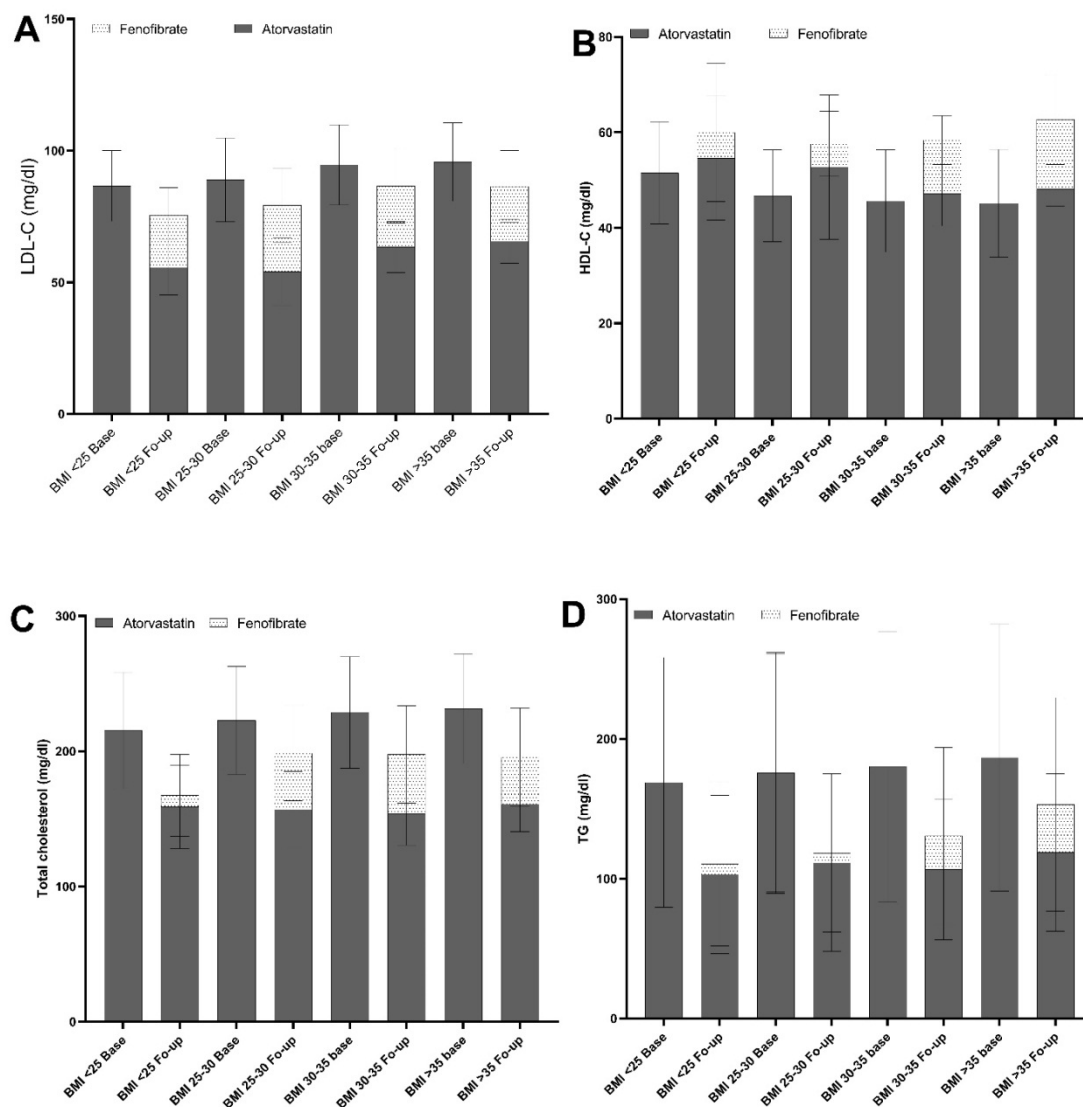 A
Fenofibrate Atorvastatin
LDL-C (mg/dl)
150
100
50
0
BMI <25 Base
BMI <25 Fo-up
BMI 25-30 Base
BMI 25-30 Fo-up
BMI 30-35 base
BMI 30-35 Fo-up
BMI >35 base
BMI >35 Fo-up
B
Atorvastatin Fenofibrate
HDL-C (mg/dl)
80
60
40
20
0
BMI <25 Base
BMI <25 Fo-up
BMI 25-30 Base
BMI 25-30 Fo-up
BMI 30-35 base
BMI 30-35 Fo-up
BMI >35 base
BMI >35 Fo-up
C
Atorvastatin Fenofibrate
Total cholesterol (mg/dl)
300
200
100
0
BMI <25 Base
BMI <25 Fo-up
BMI 25-30 Base
BMI 25-30 Fo-up
BMI 30-35 base
BMI 30-35 Fo-up
BMI >35 base
BMI >35 Fo-up
D
Atorvastatin Fenofibrate
TG (mg/dl)
300
200
100
0
BMI <25 Base
BMI <25 Fo-up
BMI 25-30 Base
BMI 25-30 Fo-up
BMI 30-35 base
BMI 30-35 Fo-up
BMI >35 base
BMI >35 Fo-up